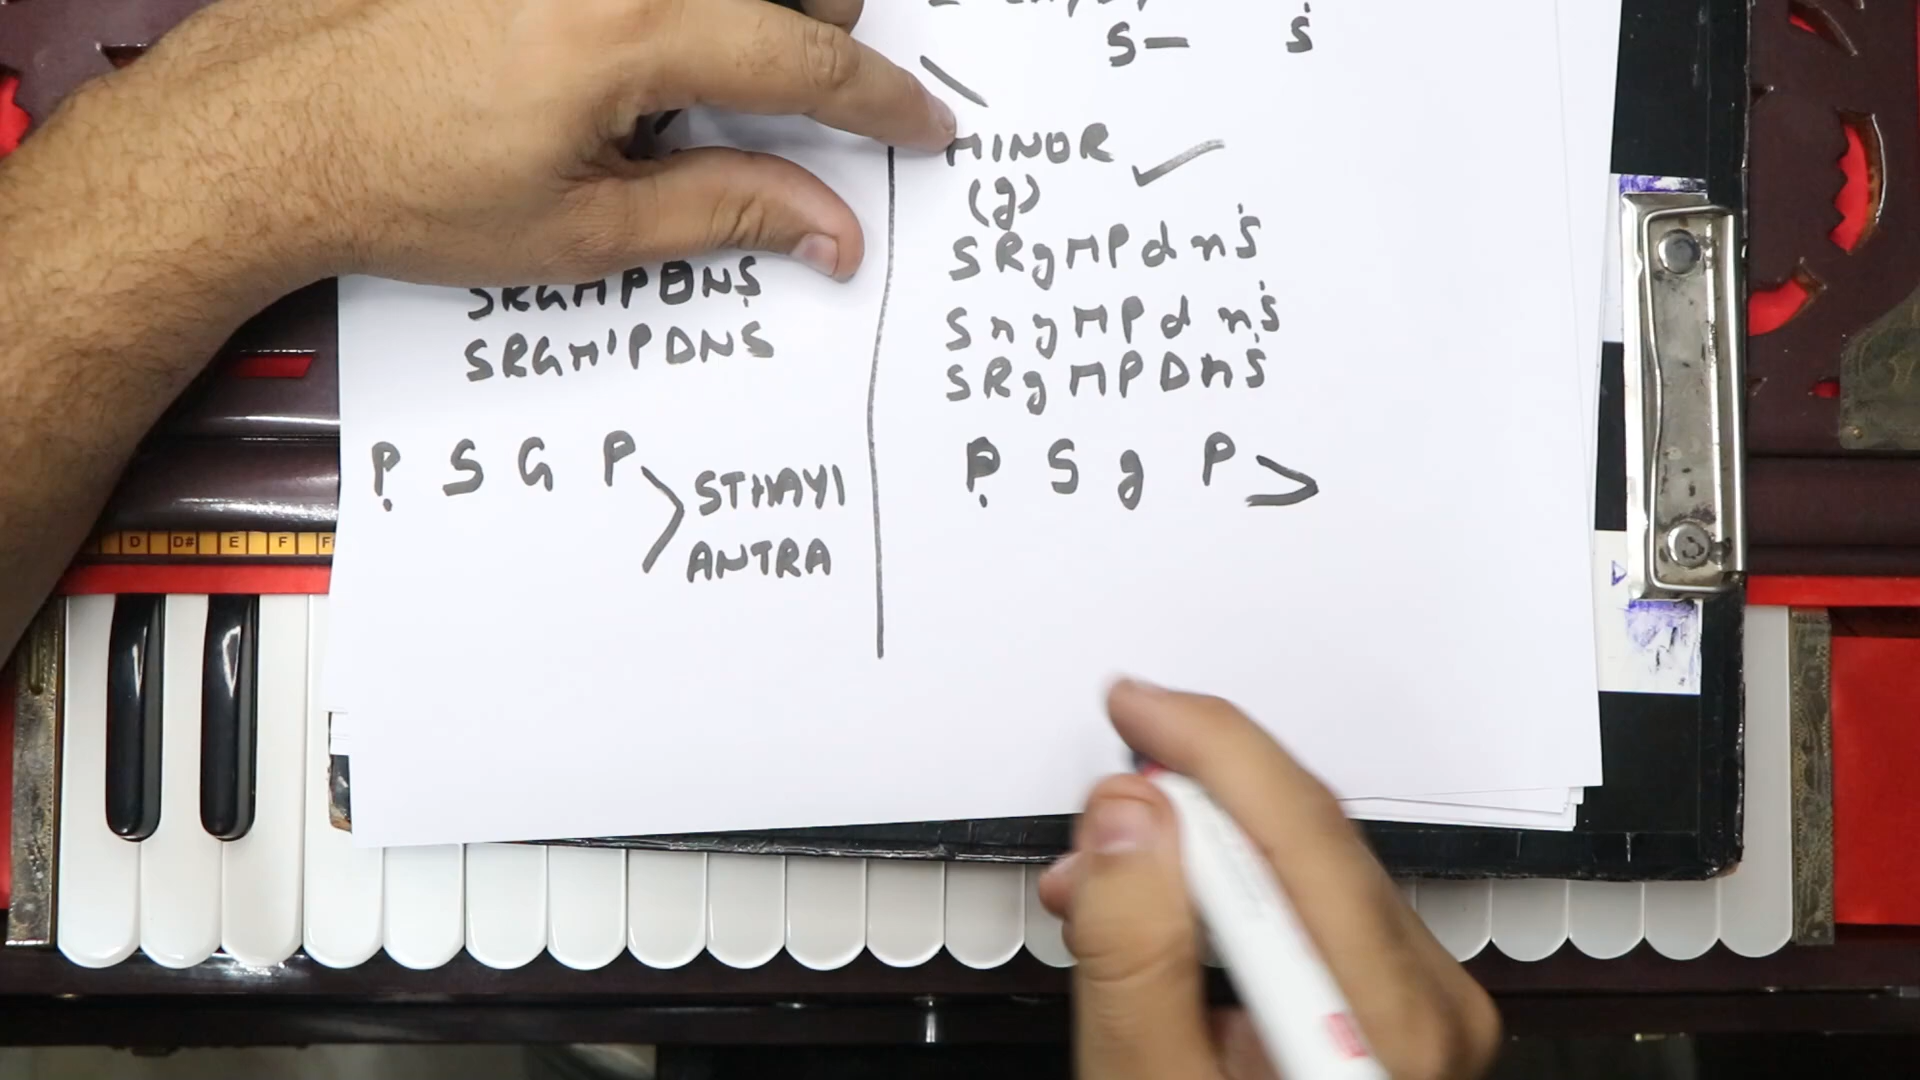 S— Ṡ
MINOR
(g)
SRgMPdnṠ
SngMPdnṠ
SRgMPDnṠ
P̣ S g P >
SRGMPDNṠ
SRGM'PDNṠ
P̣ S G P > STHAYI
ANTRA
D D# E F